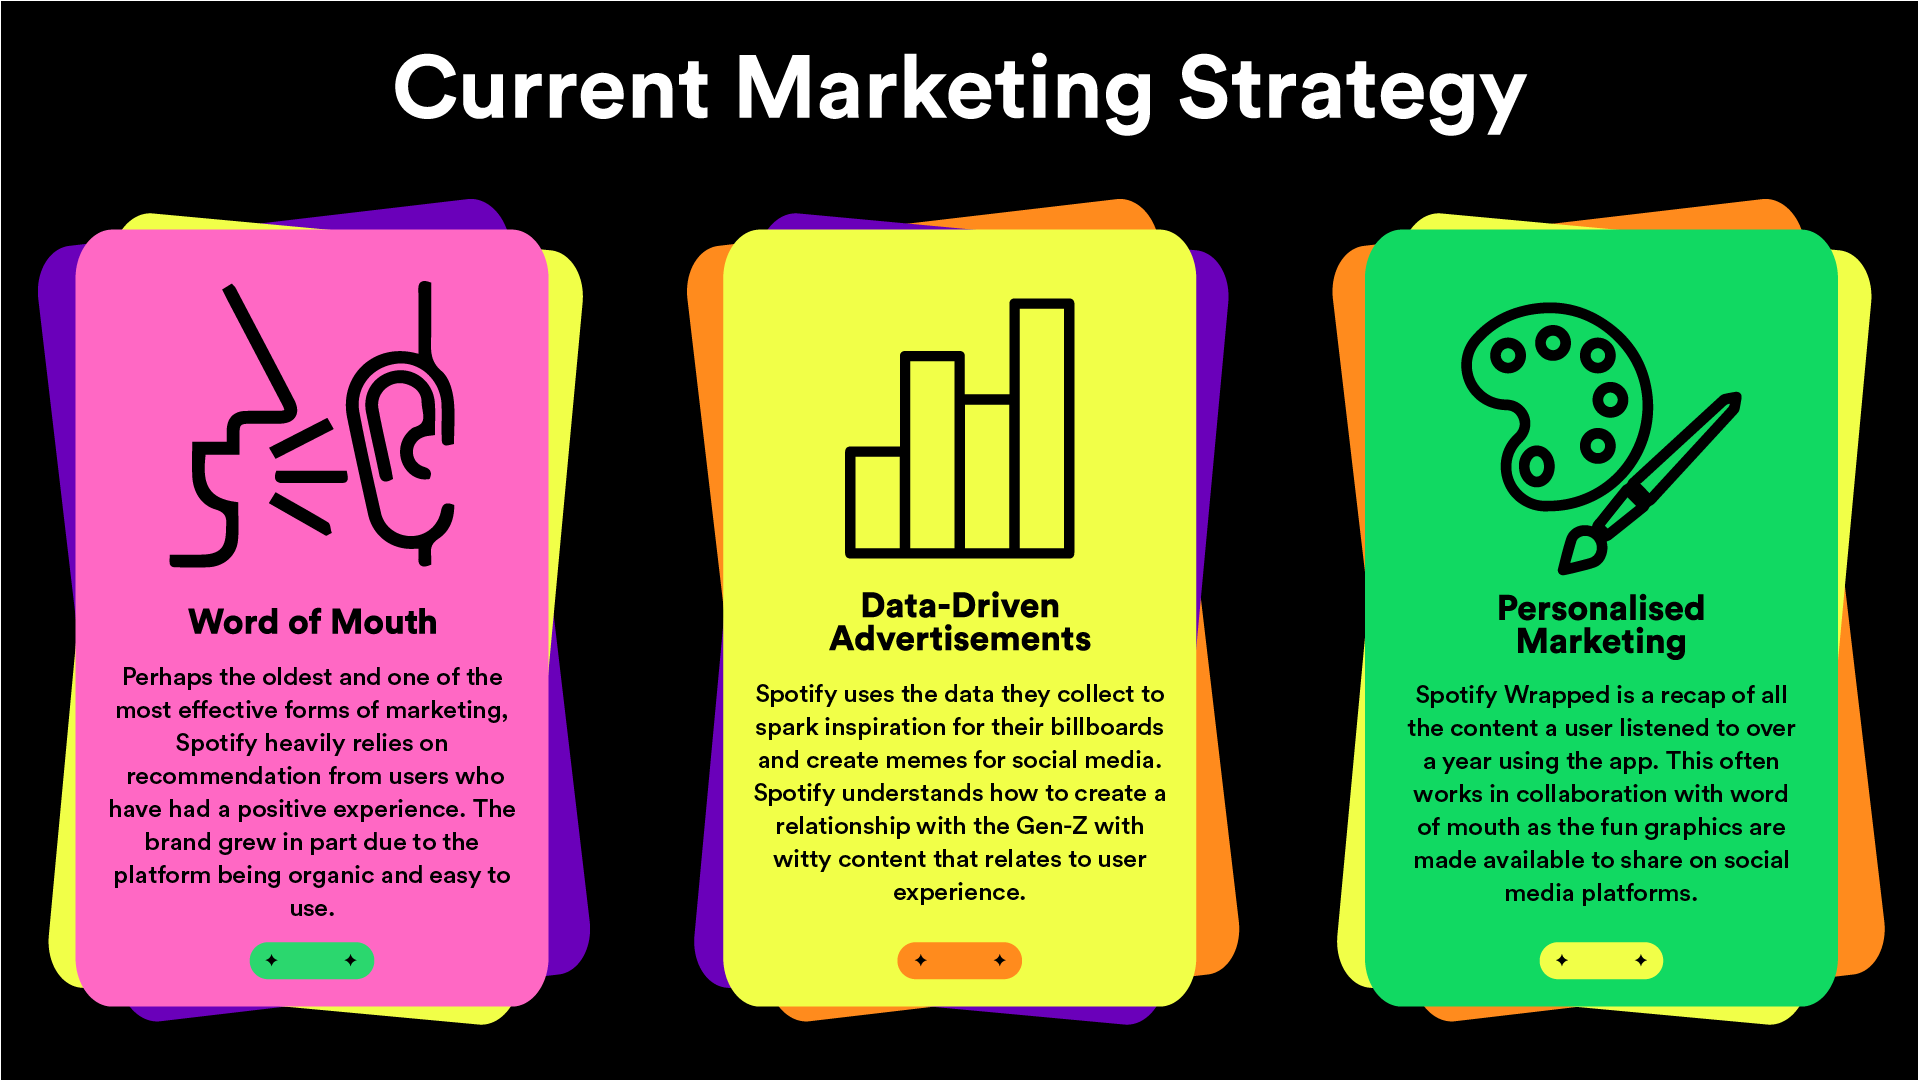 Current Marketing Strategy
Word of Mouth
Perhaps the oldest and one of the
most effective forms of marketing,
Spotify heavily relies on
recommendation from users who
have had a positive experience. The
brand grew in part due to the
platform being organic and easy to
use.
Data-Driven
Advertisements
Spotify uses the data they collect to
spark inspiration for their billboards
and create memes for social media.
Spotify understands how to create a
relationship with the Gen-Z with
witty content that relates to user
experience.
Personalised
Marketing
Spotify Wrapped is a recap of all
the content a user listened to over
a year using the app. This often
works in collaboration with word
of mouth as the fun graphics are
made available to share on social
media platforms.